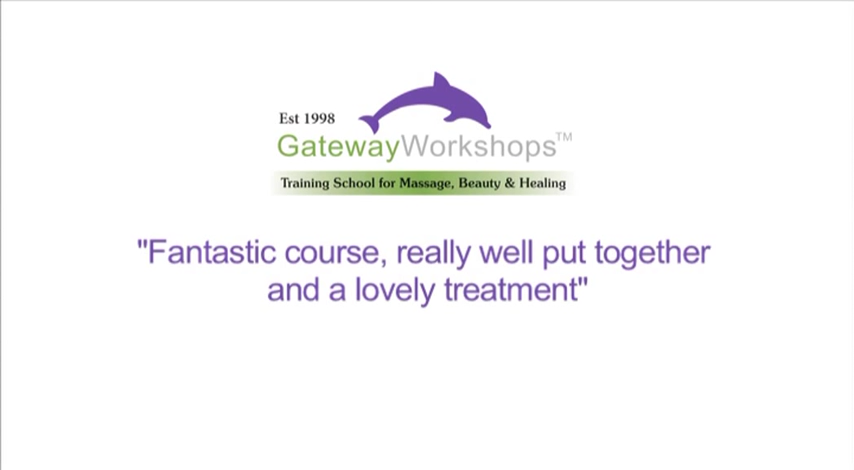 Est 1998
GatewayWorkshops™
Training School for Massage, Beauty & Healing
"Fantastic course, really well put together
and a lovely treatment"